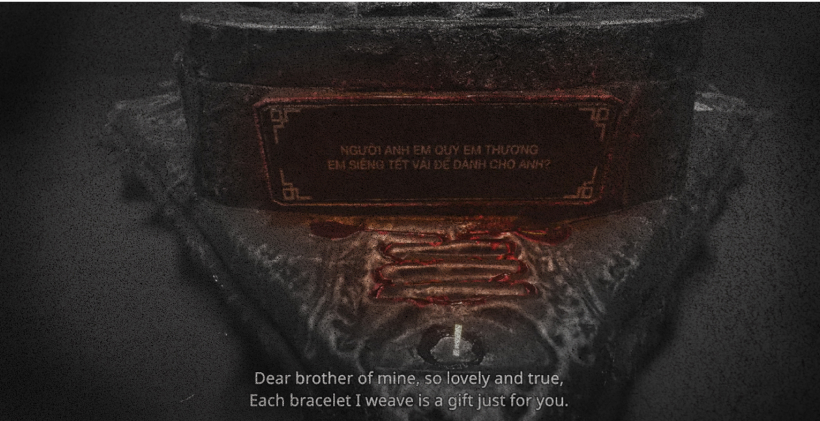 NGƯỜI ANH EM QUÝ EM THƯƠNG
EM SIÊNG TẾT VẢI ĐỂ DÀNH CHO ANH?
Dear brother of mine, so lovely and true,
Each bracelet I weave is a gift just for you.